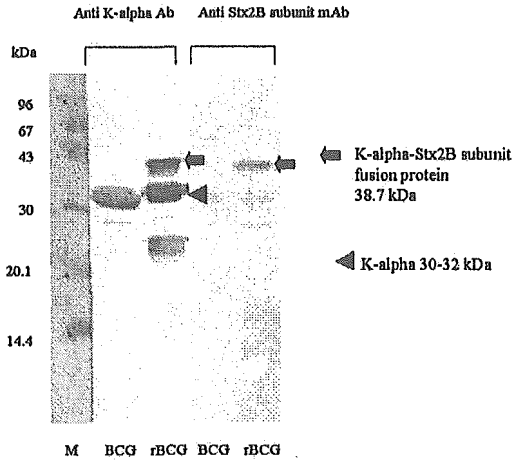 Anti K-alpha Ab Anti Stx2B subunit mAb
kDa
96
67
43
30
20.1
14.4
K-alpha-Stx2B subunit
fusion protein
38.7 kDa
K-alpha 30-32 kDa
M BCG rBCG BCG rBCG